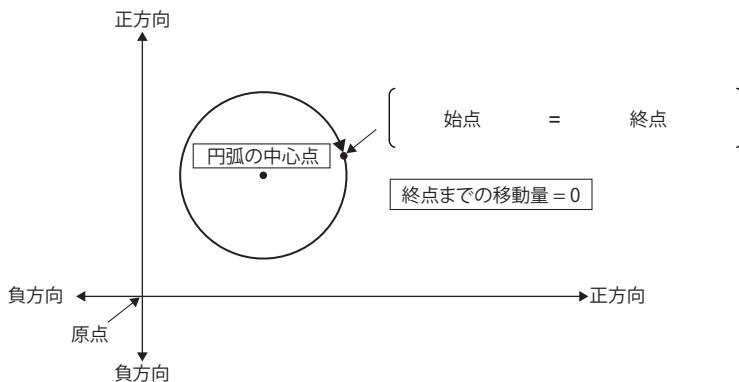 正方向
始点 = 終点
円弧の中心点
終点までの移動量=0
負方向
正方向
原点
負方向